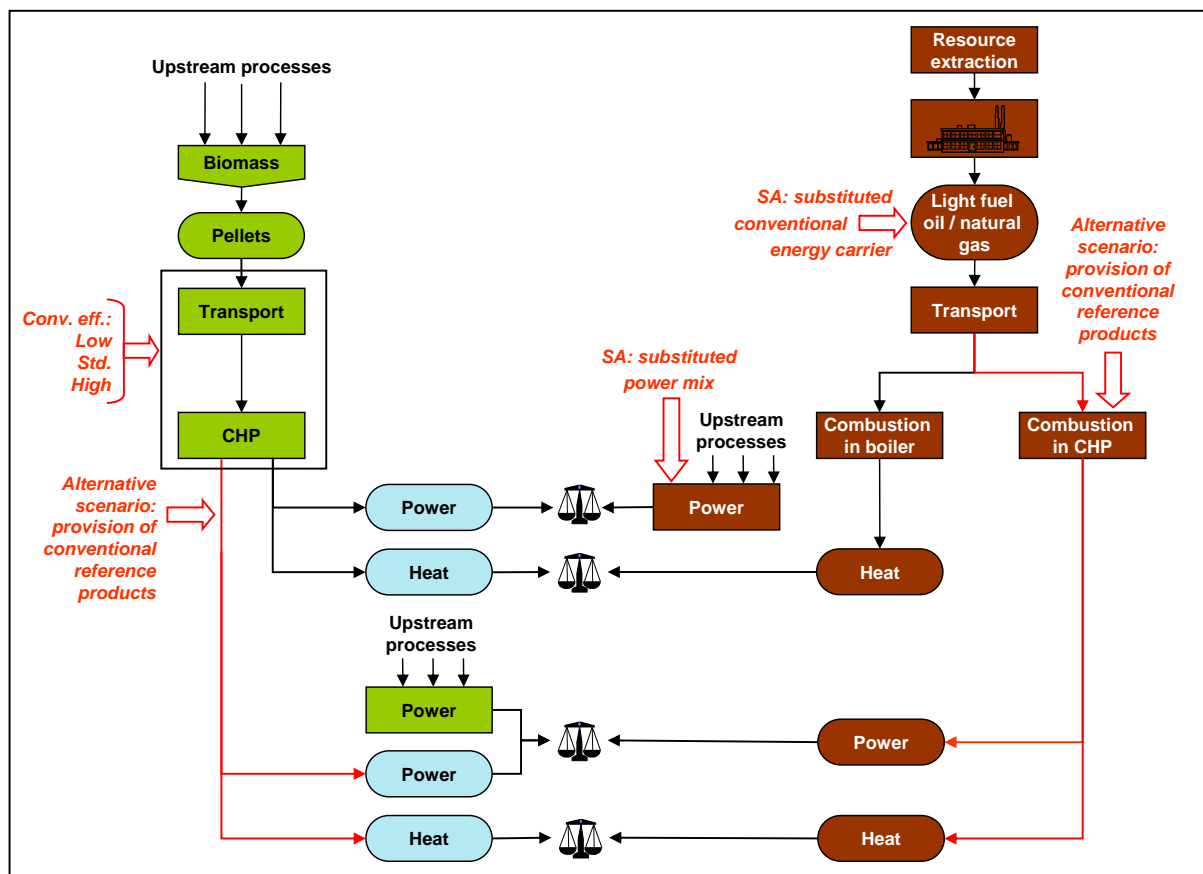 Upstream processes
Biomass
Pellets
Transport
Conv. eff.:
Low
Std.
High
CHP
Alternative
scenario:
provision of
conventional
reference
products
Resource
extraction
SA: substituted
conventional
energy carrier
Light fuel
oil / natural
gas
Alternative
scenario:
provision of
conventional
reference
products
Transport
SA: substituted
power mix
Upstream
processes
Combustion
in boiler
Combustion
in CHP
Power
Power
Heat
Heat
Upstream
processes
Power
Power
Power
Heat
Heat